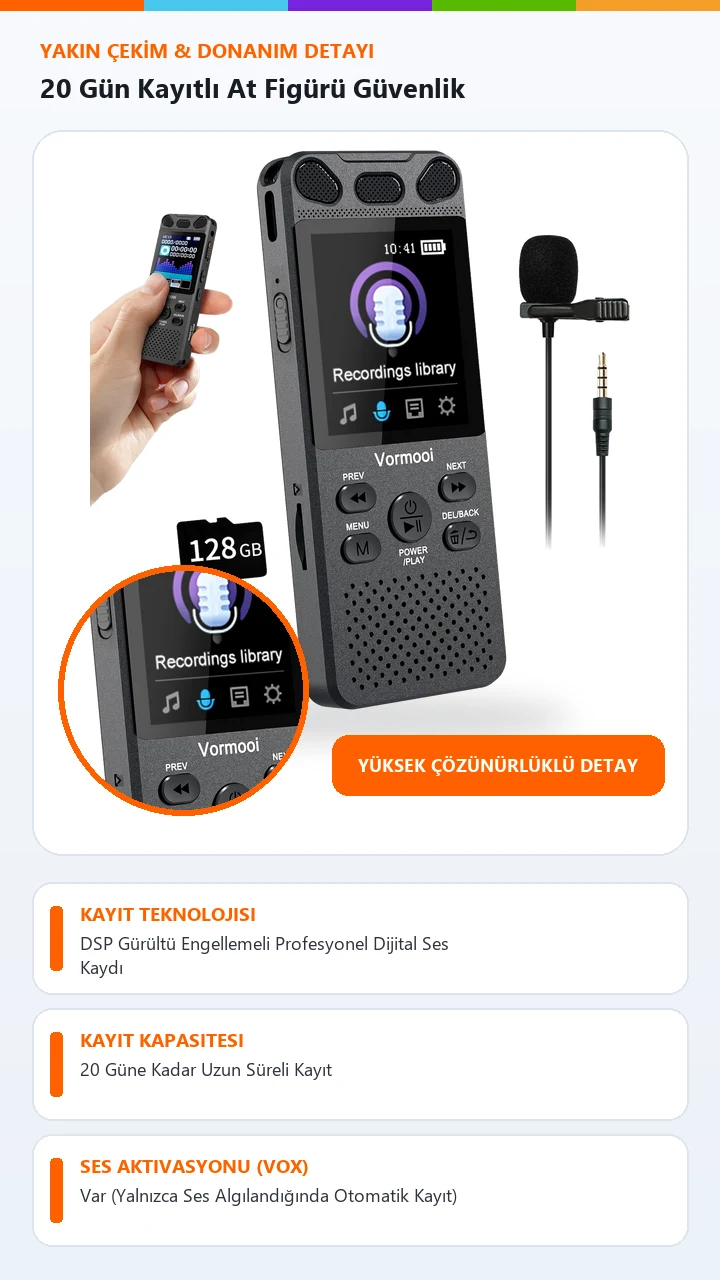 YAKIN ÇEKİM & DONANIM DETAYI
20 Gün Kayıtlı At Figürü Güvenlik
10:41
Recordings library
Vormooi
PREV
NEXT
MENU
DEL/BACK
M
POWER
/PLAY
128GB
Recordings library
Vormooi
PREV
YÜKSEK ÇÖZÜNÜRLÜKLÜ DETAY
KAYIT TEKNOLOJISI
DSP Gürültü Engellemeli Profesyonel Dijital Ses
Kaydı
KAYIT KAPASITESI
20 Güne Kadar Uzun Süreli Kayıt
SES AKTIVASYONU (VOX)
Var (Yalnızca Ses Algılandığında Otomatik Kayıt)